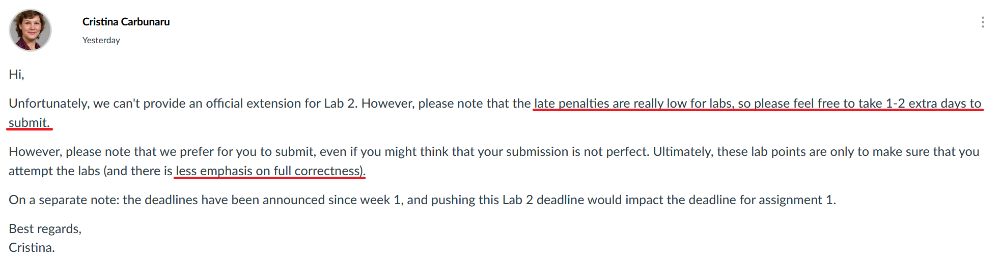 Cristina Carbunaru
Yesterday
Hi,
Unfortunately, we can't provide an official extension for Lab 2. However, please note that the late penalties are really low for labs, so please feel free to take 1-2 extra days to
submit.
However, please note that we prefer for you to submit, even if you might think that your submission is not perfect. Ultimately, these lab points are only to make sure that you
attempt the labs (and there is less emphasis on full correctness).
On a separate note: the deadlines have been announced since week 1, and pushing this Lab 2 deadline would impact the deadline for assignment 1.
Best regards,
Cristina.